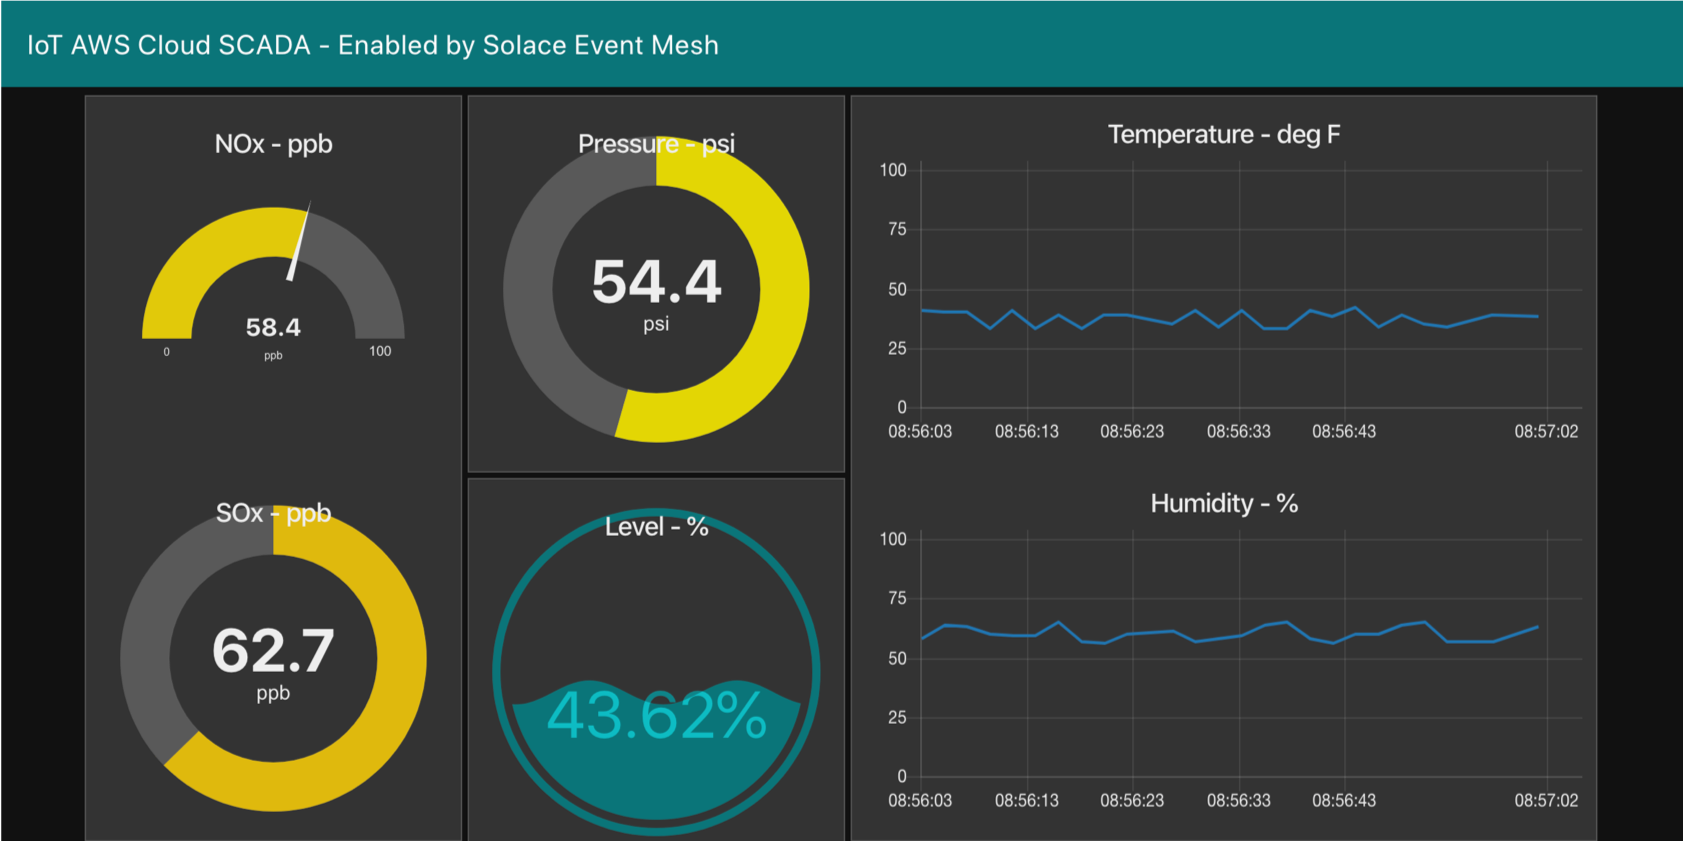 IoT AWS Cloud SCADA - Enabled by Solace Event Mesh
NOx - ppb
58.4
ppb
0
100
SOx - ppb
62.7
ppb
Pressure - psi
54.4
psi
Level - %
43.62%
Temperature - deg F
100
75
50
25
0
08:56:03 08:56:13 08:56:23 08:56:33 08:56:43 08:57:02
Humidity - %
100
75
50
25
0
08:56:03 08:56:13 08:56:23 08:56:33 08:56:43 08:57:02